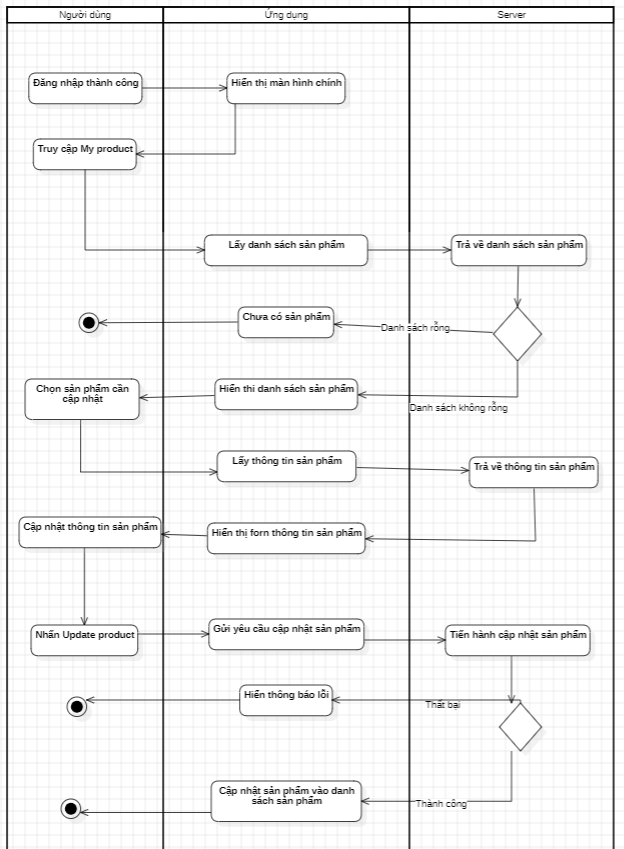 Người dùng
Ứng dụng
Server
Đăng nhập thành công
Hiển thị màn hình chính
Truy cập My product
Lấy danh sách sản phẩm
Trả về danh sách sản phẩm
Chưa có sản phẩm
Danh sách rỗng
Chọn sản phẩm cần
cập nhật
Hiển thi danh sách sản phẩm
Danh sách không rỗng
Lấy thông tin sản phẩm
Trả về thông tin sản phẩm
Cập nhật thông tin sản phẩm
Hiển thị forn thông tin sản phẩm
Nhấn Update product
Gửi yêu cầu cập nhật sản phẩm
Tiến hành cập nhật sản phẩm
Hiển thông báo lỗi
Thất bại
Cập nhật sản phẩm vào danh
sách sản phẩm
Thành công